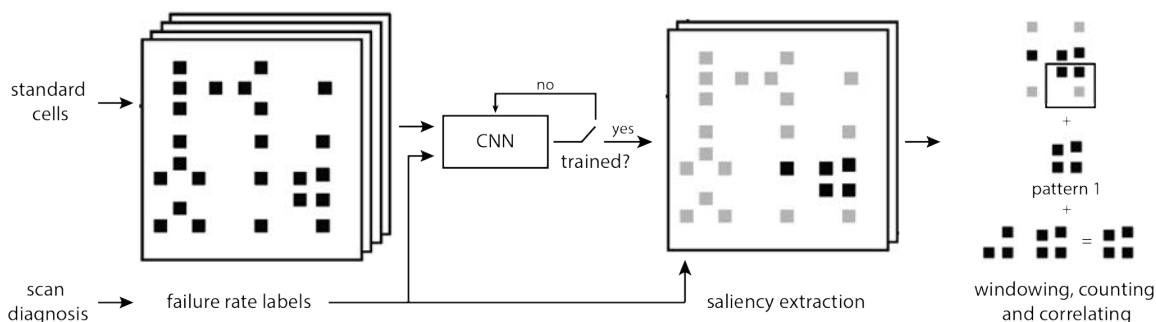 standard
cells
no
CNN
yes
trained?
+
pattern 1
+
=
scan
diagnosis
failure rate labels
saliency extraction
windowing, counting
and correlating